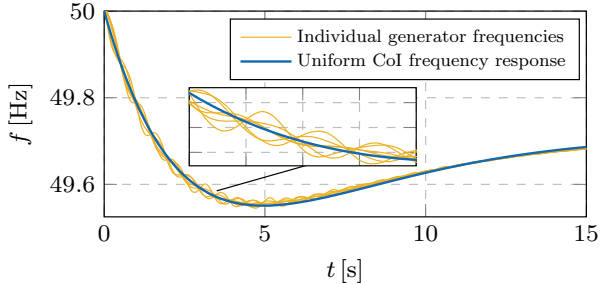 50
49.8
49.6
f [Hz]
Individual generator frequencies
Uniform CoI frequency response
0
5
10
15
t [s]